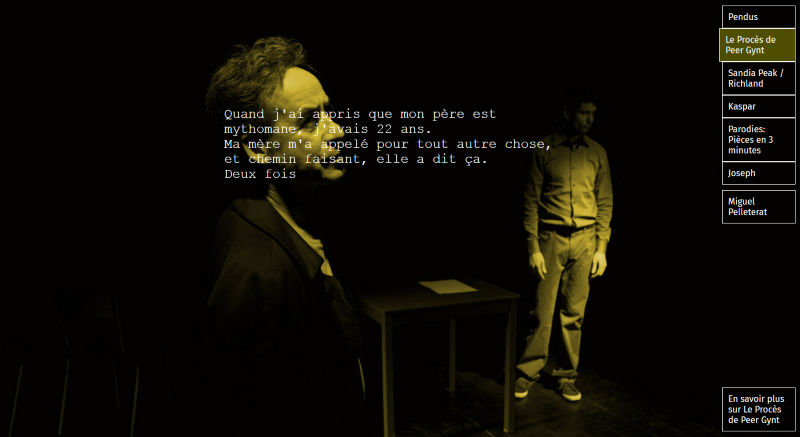 Quand j'ai appris que mon père est
mythomane, j'avais 22 ans.
Ma mère m'a appelé pour tout autre chose,
et chemin faisant, elle a dit ça.
Deux fois
Pendus
Le Procès de
Peer Gynt
Sandia Peak /
Richland
Kaspar
Parodies:
Pièces en 3
minutes
Joseph
Miguel
Pelleterat
En savoir plus
sur Le Procès
de Peer Gynt